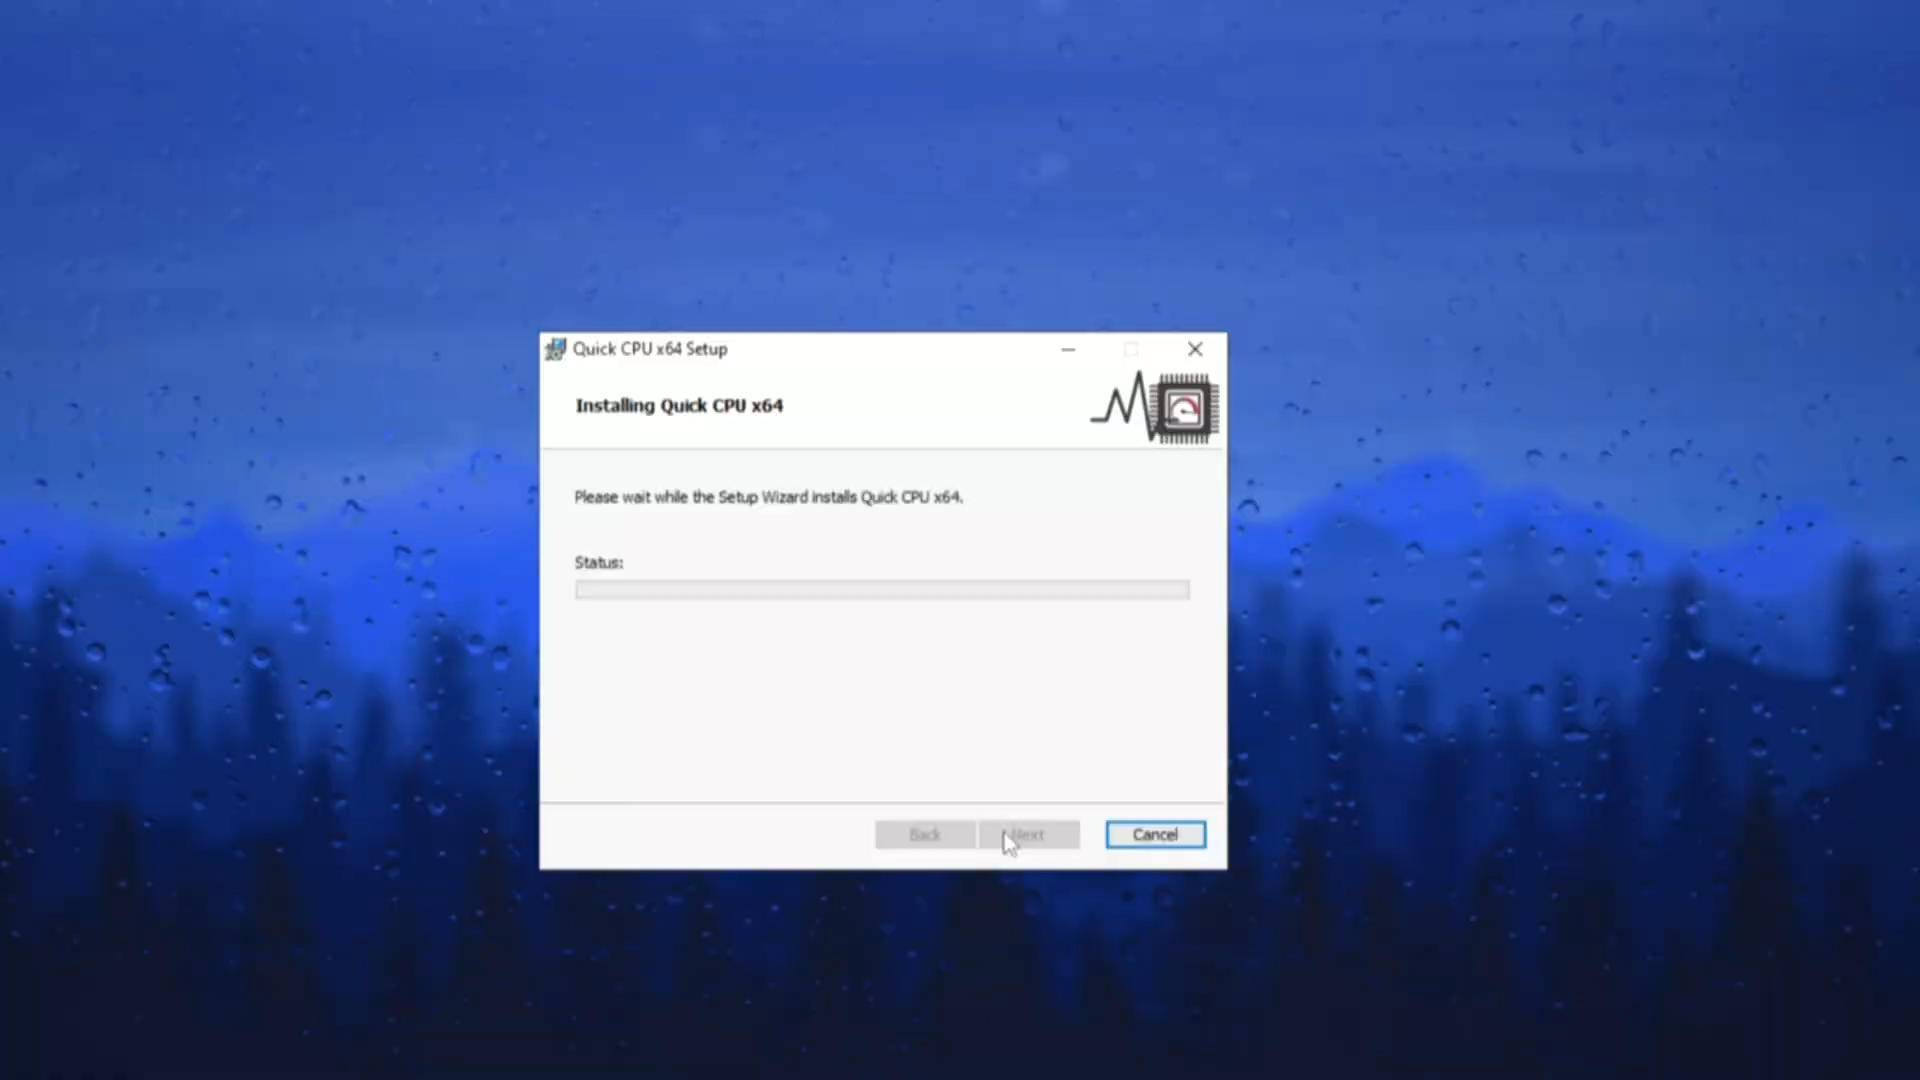 Quick CPU x64 Setup
Installing Quick CPU x64
Please wait while the Setup Wizard installs Quick CPU x64.
Status:
Back
Next
Cancel